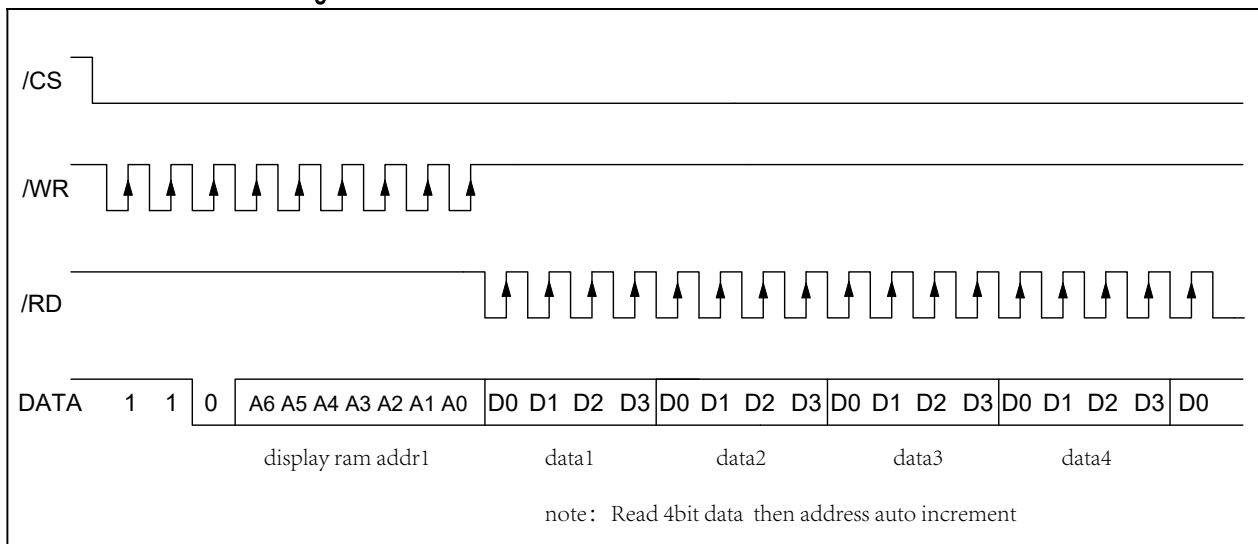 /CS
/WR
/RD
DATA 1 1 0 A6 A5 A4 A3 A2 A1 A0 D0 D1 D2 D3 D0 D1 D2 D3 D0 D1 D2 D3 D0 D1 D2 D3 D0
display ram addr1 data1 data2 data3 data4
note： Read 4bit data then address auto increment